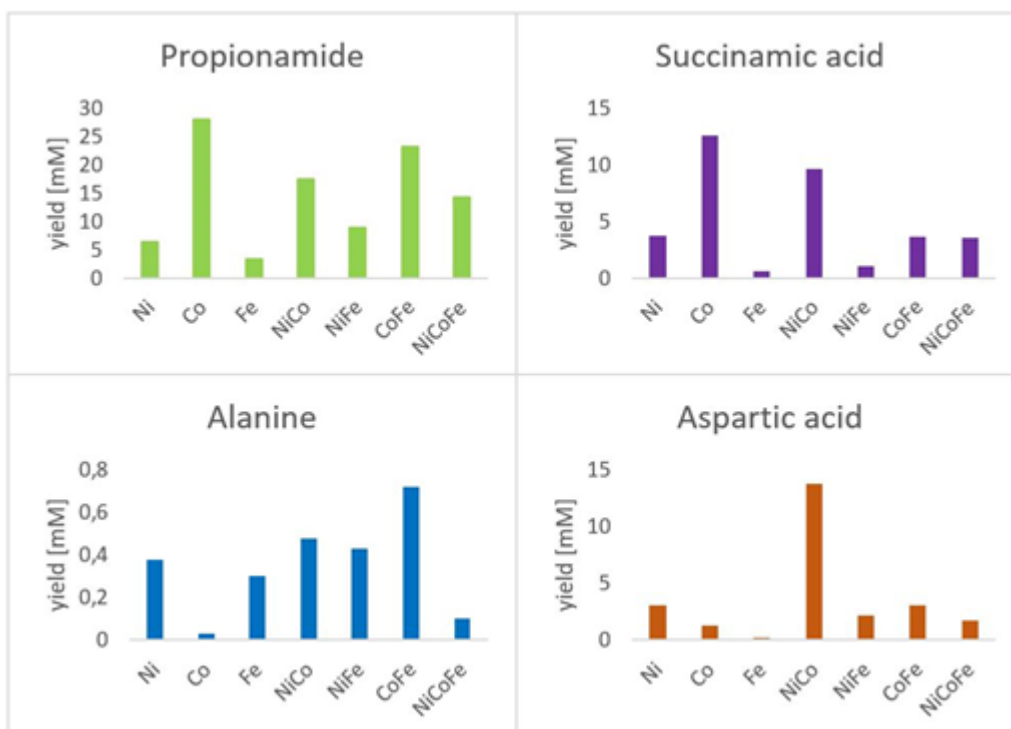 Propionamide
yield [mM]
30
25
20
15
10
5
0
Ni
Co
Fe
NiCo
NiFe
CoFe
NiCoFe
Succinamic acid
yield [mM]
15
10
5
0
Ni
Co
Fe
NiCo
NiFe
CoFe
NiCoFe
Alanine
yield [mM]
0,8
0,6
0,4
0,2
0
Ni
Co
Fe
NiCo
NiFe
CoFe
NiCoFe
Aspartic acid
yield [mM]
15
10
5
0
Ni
Co
Fe
NiCo
NiFe
CoFe
NiCoFe